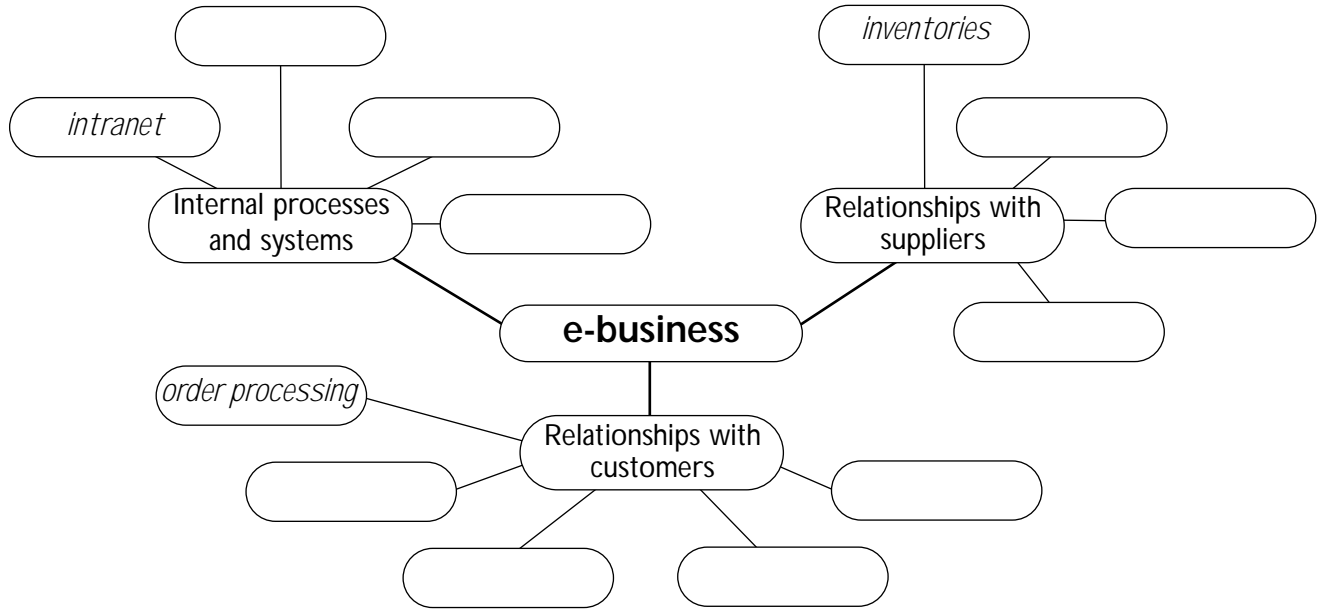 inventories
intranet
Internal processes
and systems
Relationships with
suppliers
e-business
order processing
Relationships with
customers